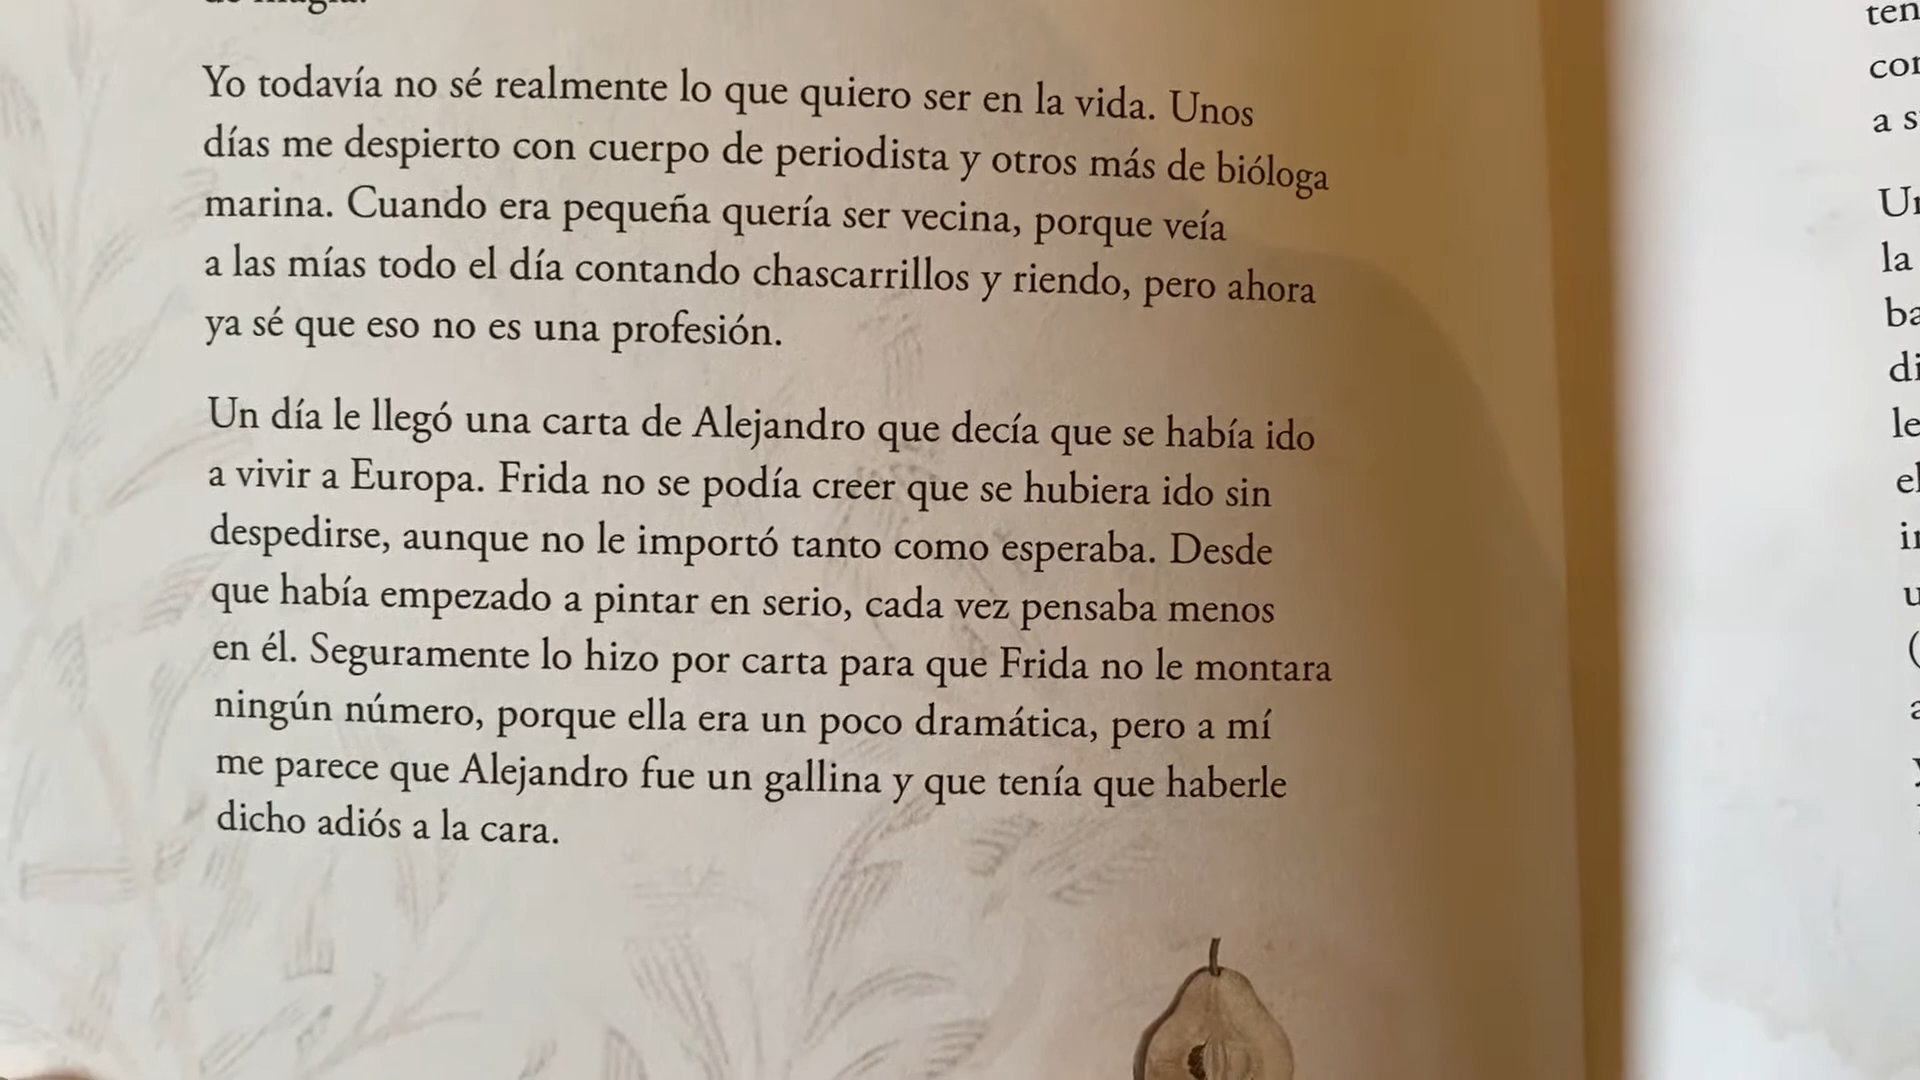 Yo todavía no sé realmente lo que quiero ser en la vida. Unos
días me despierto con cuerpo de periodista y otros más de bióloga
marina. Cuando era pequeña quería ser vecina, porque veía
a las mías todo el día contando chascarrillos y riendo, pero ahora
ya sé que eso no es una profesión.
Un día le llegó una carta de Alejandro que decía que se había ido
a vivir a Europa. Frida no se podía creer que se hubiera ido sin
despedirse, aunque no le importó tanto como esperaba. Desde
que había empezado a pintar en serio, cada vez pensaba menos
en él. Seguramente lo hizo por carta para que Frida no le montara
ningún número, porque ella era un poco dramática, pero a mí
me parece que Alejandro fue un gallina y que tenía que haberle
dicho adiós a la cara.
a
la